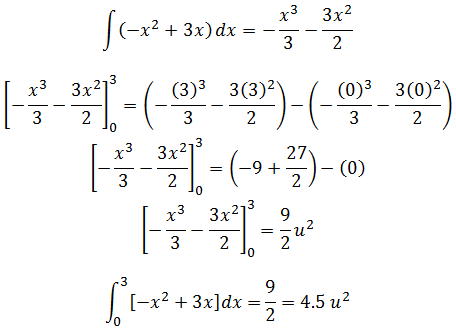 ∫(−x² + 3x) dx = −x³/3 − 3x²/2
[−x³/3 − 3x²/2]₀³ = (−(3)³/3 − 3(3)²/2) − (−(0)³/3 − 3(0)²/2)
[−x³/3 − 3x²/2]₀³ = (−9 + 27/2) − (0)
[−x³/3 − 3x²/2]₀³ = 9/2 u²
∫₀³[−x² + 3x]dx = 9/2 = 4.5 u²